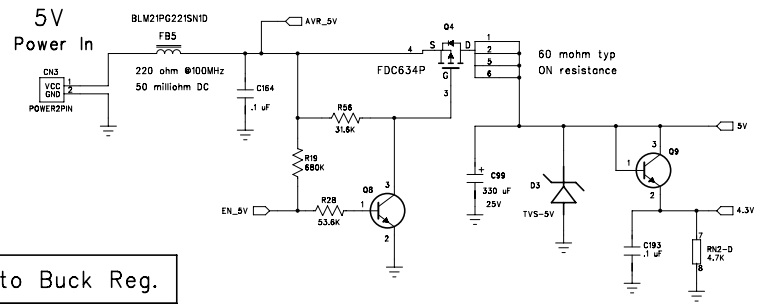 5V
Power In
BLM21PG221SN1D
FB5
AVR_5V
Q4
4
S
D
G
3
FDC634P
1
2
5
6
60 mohm typ
ON resistance
CN3
VCC
GND
1
2
POWER2PIN
220 ohm @100MHz
50 milliohm DC
C164
.1 uF
R56
31.6K
R19
680K
Q8
3
1
2
EN_5V
R28
53.6K
+
C99
330 uF
25V
D3
TVS-5V
5V
Q9
3
1
2
4.3V
C193
.1 uF
7
RN2-D
4.7K
8
to Buck Reg.